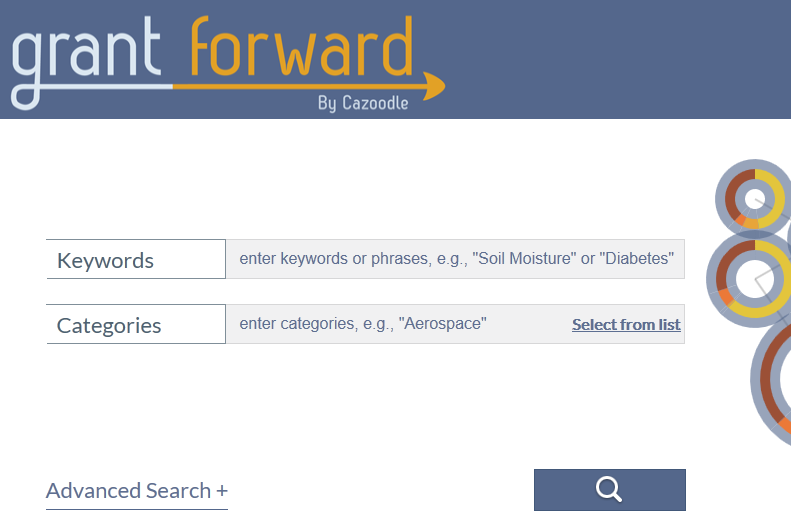 grant forward
By Cazoodle
Keywords enter keywords or phrases, e.g., "Soil Moisture" or "Diabetes"
Categories enter categories, e.g., "Aerospace" Select from list
Advanced Search +